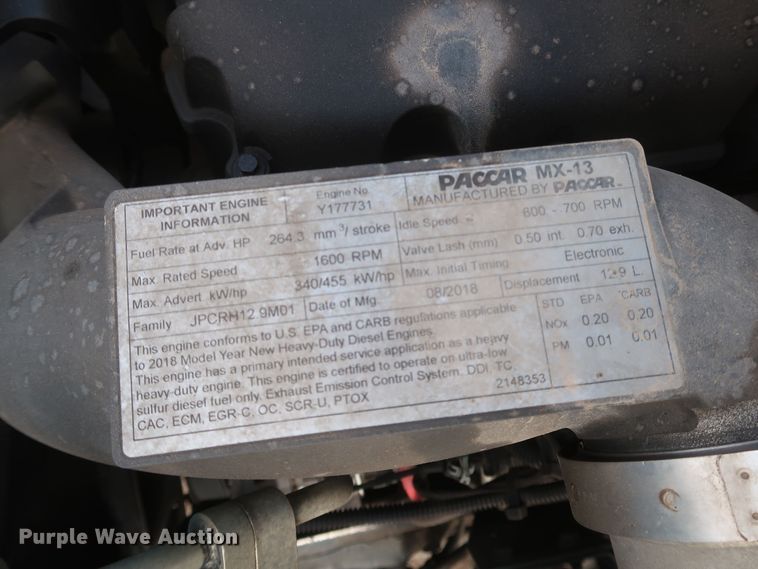 IMPORTANT ENGINE INFORMATION
Engine No. Y177731
PACCAR MX-13
MANUFACTURED BY PACCAR
Fuel Rate at Adv. HP 264.3 mm³/ stroke
Idle Speed 600 - 700 RPM
Max. Rated Speed 1600 RPM
Valve Lash (mm) 0.50 int. 0.70 exh.
Max. Advert. kW/hp 340/455 kW/hp
Max. Initial Timing Electronic
Family JPCRH12.9M01
Date of Mfg 08/2018
Displacement 12.9 L.
This engine conforms to U.S. EPA and CARB regulations applicable
to 2018 Model Year New Heavy-Duty Diesel Engines.
This engine has a primary intended service application as a heavy
heavy-duty engine. This engine is certified to operate on ultra-low
sulfur diesel fuel only. Exhaust Emission Control System. DDI, TC,
CAC, ECM, EGR-C, OC, SCR-U, PTOX
2148353
STD EPA CARB
NOx 0.20 0.20
PM 0.01 0.01
Purple Wave Auction®